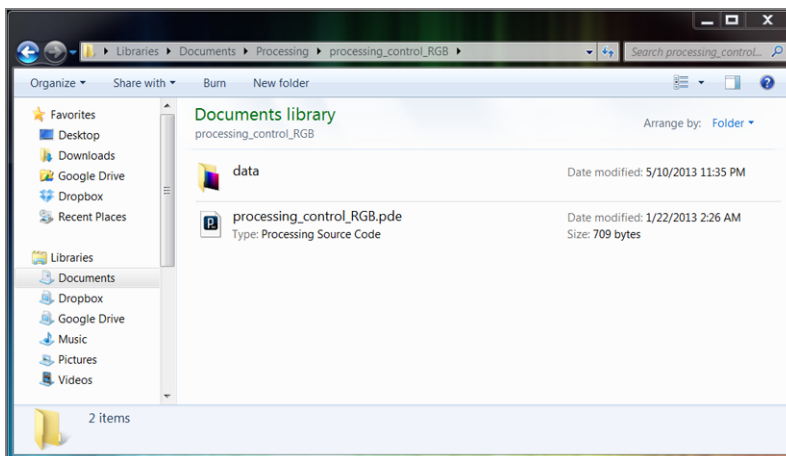 Libraries Documents Processing processing_control_RGB
Search processing_control...
Organize Share with Burn New folder
Favorites
Desktop
Downloads
Google Drive
Dropbox
Recent Places
Libraries
Documents
Dropbox
Google Drive
Music
Pictures
Videos
Documents library
processing_control_RGB
Arrange by: Folder
data
Date modified: 5/10/2013 11:35 PM
processing_control_RGB.pde
Type: Processing Source Code
Date modified: 1/22/2013 2:26 AM
Size: 709 bytes
2 items